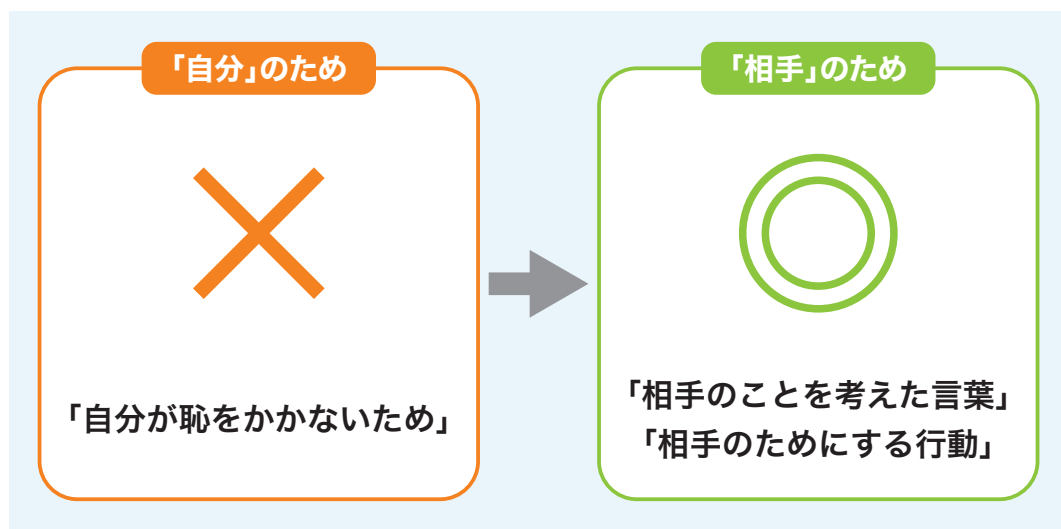 「自分」のため
「自分が恥をかかないため」
「相手」のため
「相手のことを考えた言葉」
「相手のためにする行動」